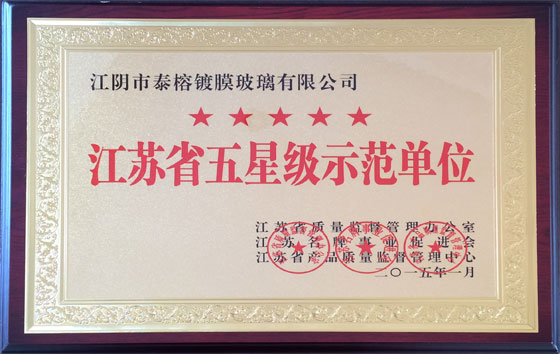 江阴市泰榕镀膜玻璃有限公司
★★★★★
江苏省五星级示范单位
江苏省质量监督管理办公室
江苏名牌事业促进会
江苏省产品质量监督管理中心
二〇一五年一月